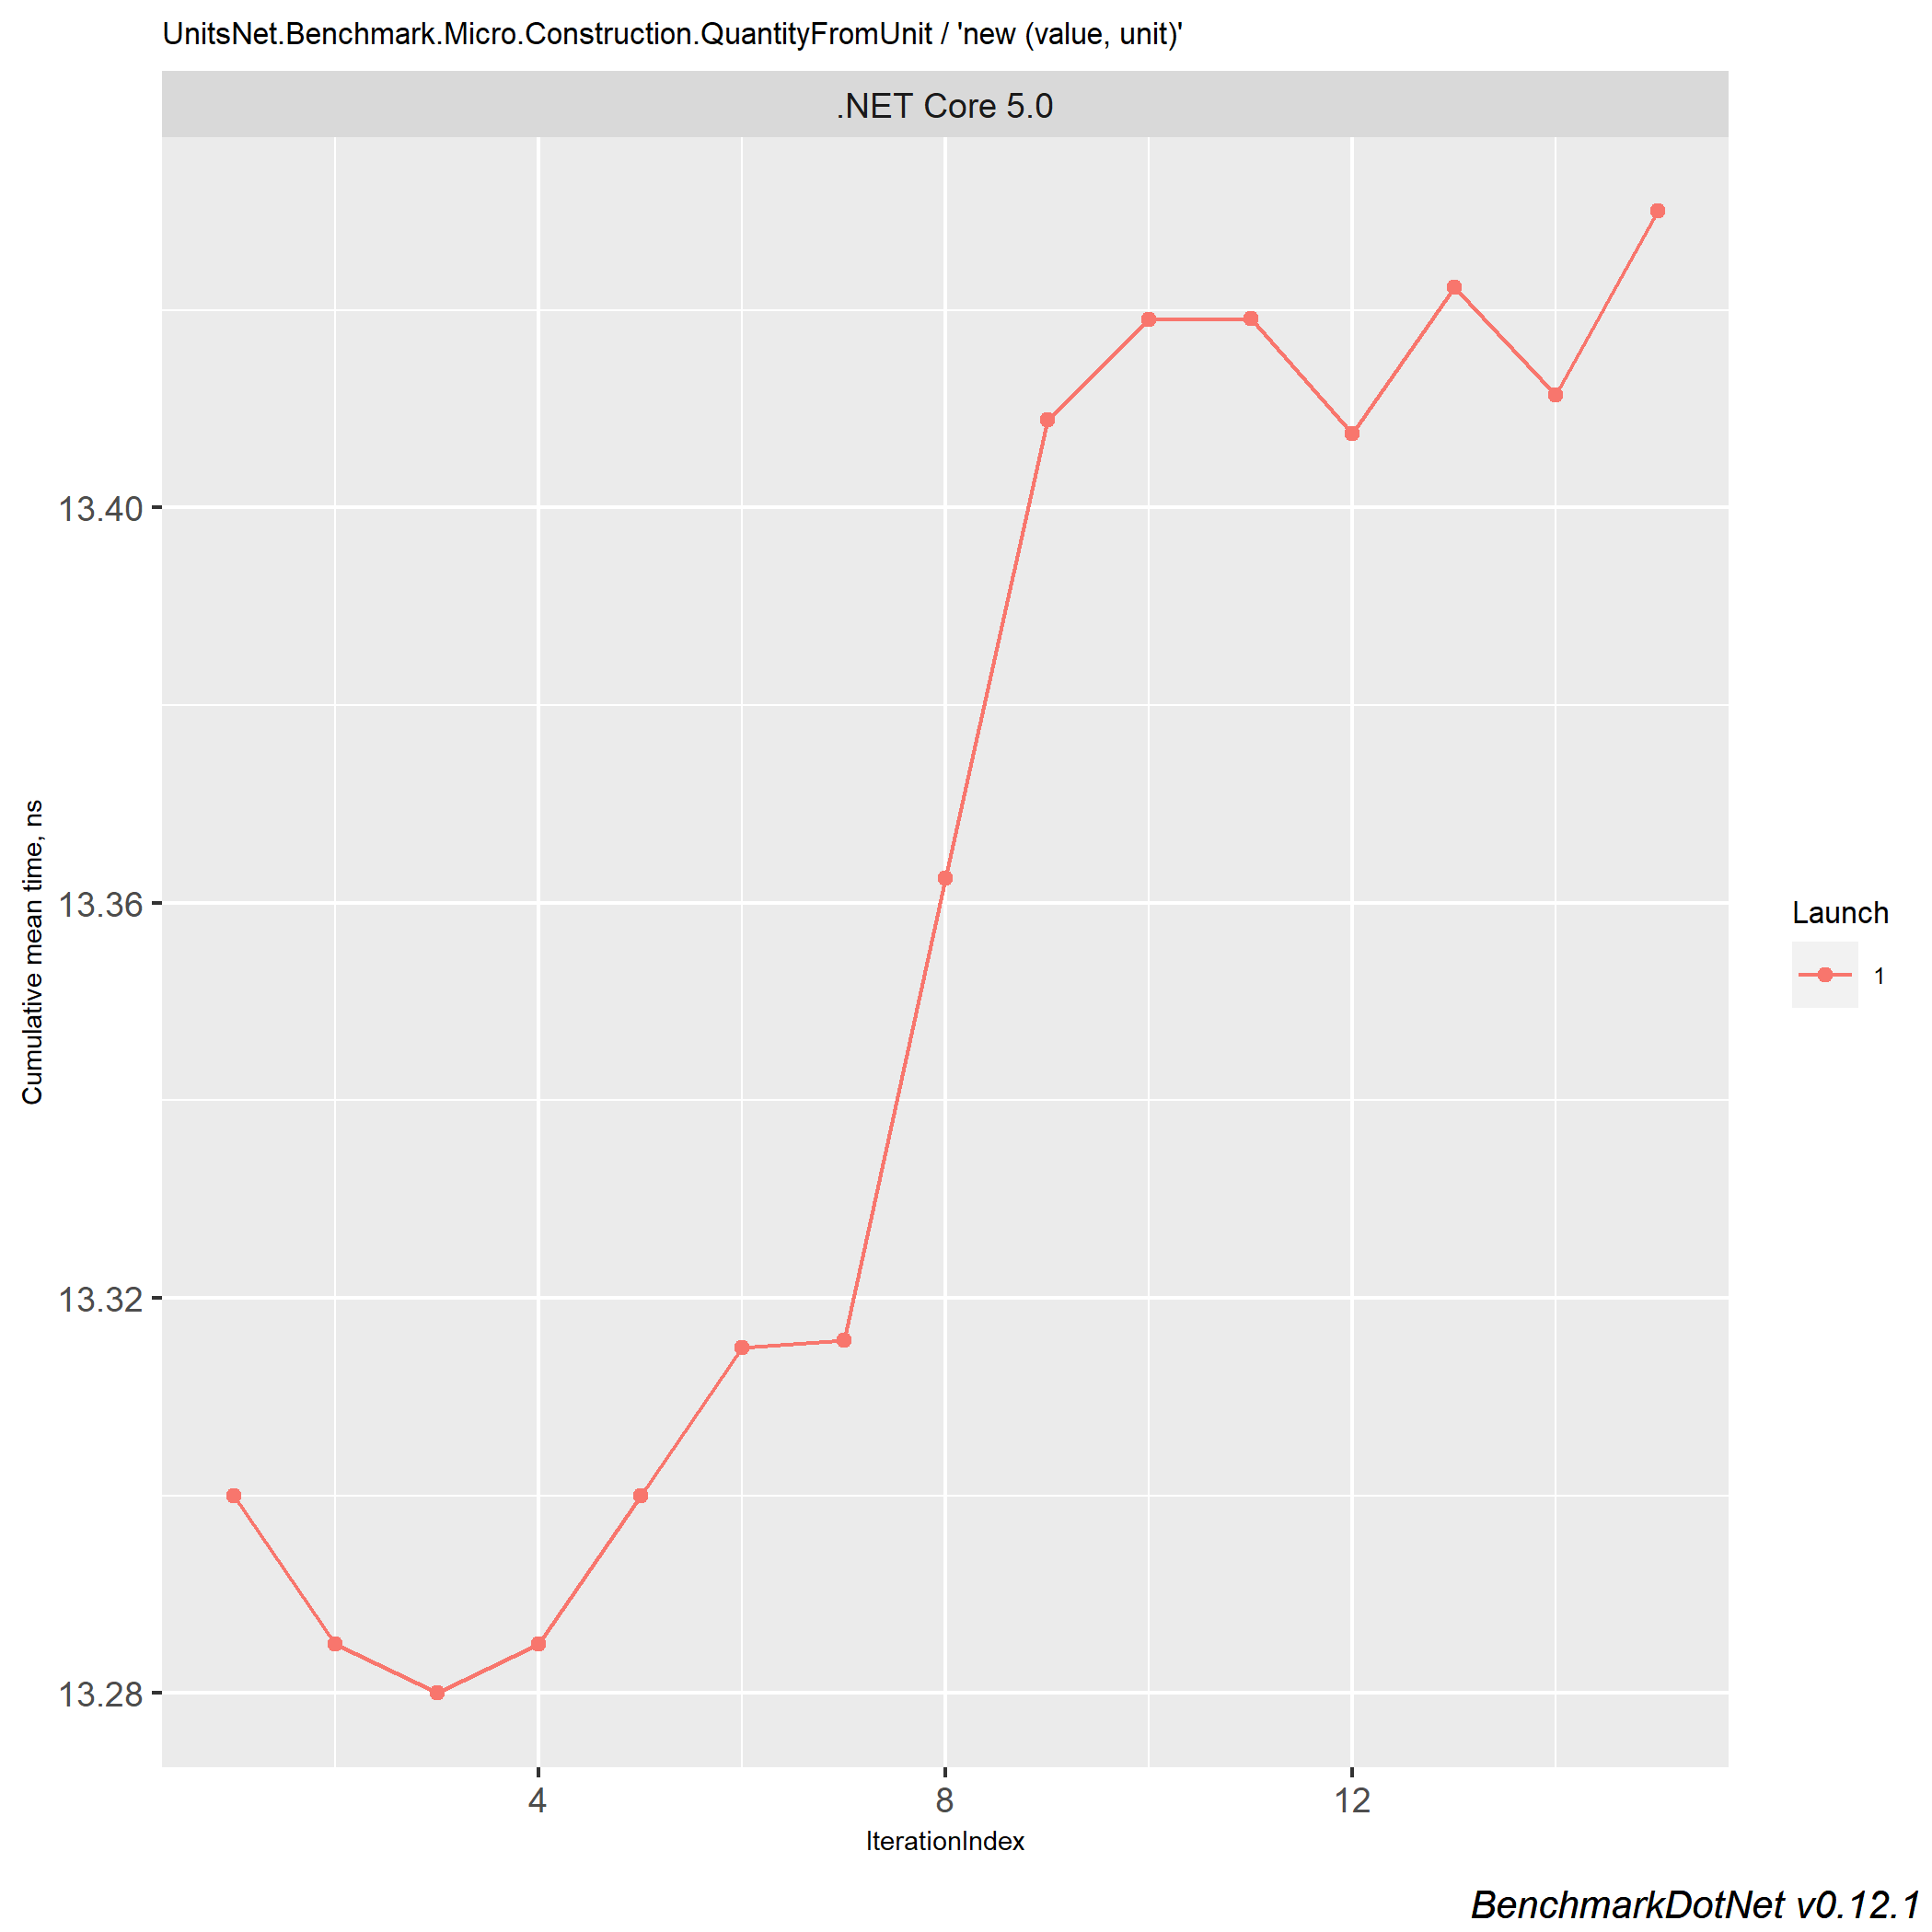 UnitsNet.Benchmark.Micro.Construction.QuantityFromUnit / 'new (value, unit)'
.NET Core 5.0
Cumulative mean time, ns
13.40
13.36
13.32
13.28
4
8
12
IterationIndex
Launch
1
BenchmarkDotNet v0.12.1